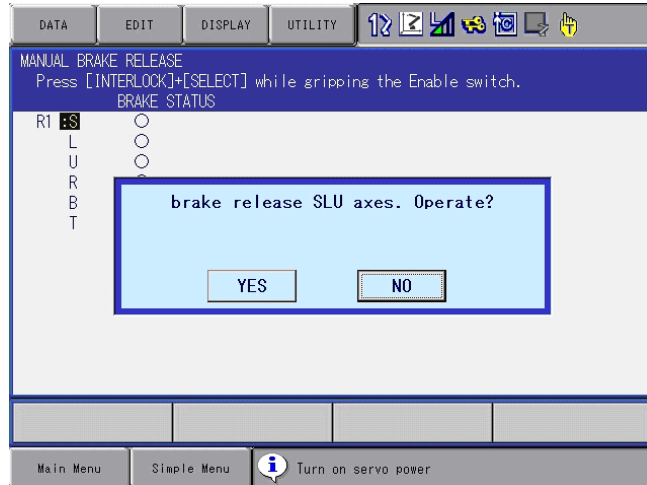 DATA EDIT DISPLAY UTILITY
MANUAL BRAKE RELEASE
Press [INTERLOCK]+[SELECT] while gripping the Enable switch.
BRAKE STATUS
R1 :S
L
U
R
B
T
brake release SLU axes. Operate?
YES NO
Main Menu Simple Menu Turn on servo power